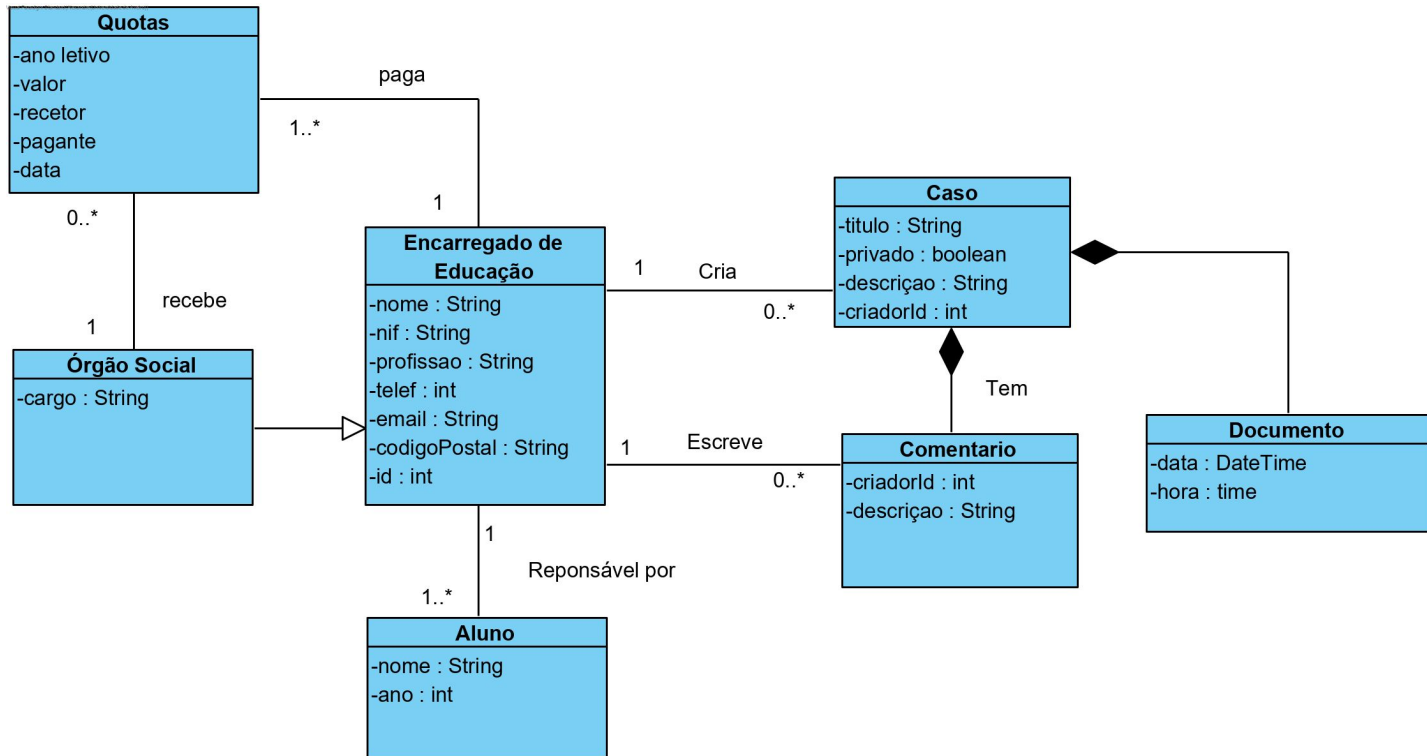 Quotas
-ano letivo
-valor
-recetor
-pagante
-data
paga
1..*
1
0..*
recebe
1
Órgão Social
-cargo : String
Encarregado de
Educação
-nome : String
-nif : String
-profissao : String
-telef : int
-email : String
-codigoPostal : String
-id : int
1
Cria
0..*
Caso
-titulo : String
-privado : boolean
-descriçao : String
-criadorId : int
Tem
1
Escreve
0..*
Comentario
-criadorId : int
-descriçao : String
Documento
-data : DateTime
-hora : time
1
Reponsável por
1..*
Aluno
-nome : String
-ano : int